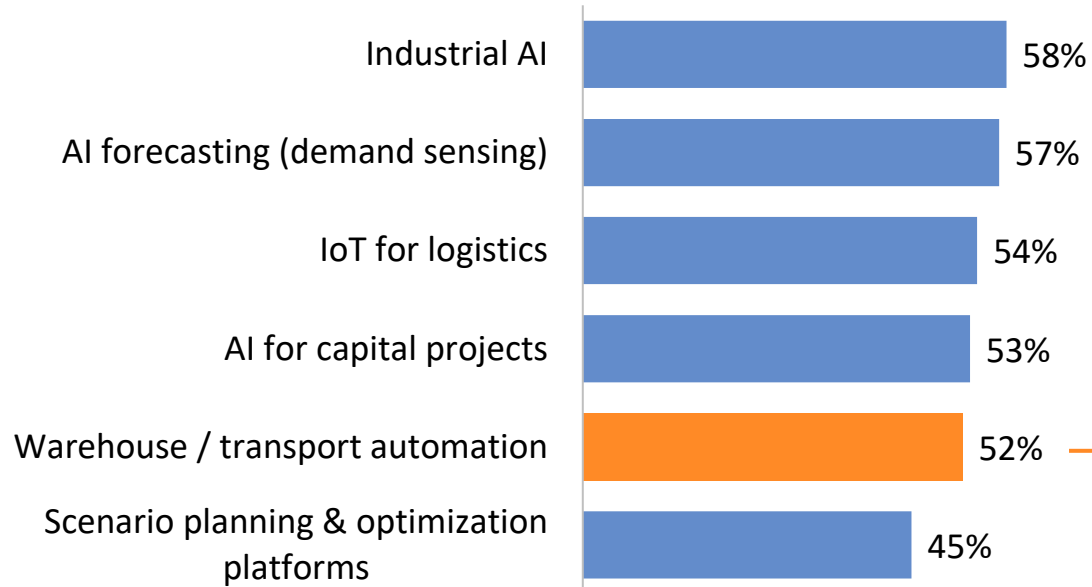 Industrial AI
58%
AI forecasting (demand sensing)
57%
IoT for logistics
54%
AI for capital projects
53%
Warehouse / transport automation
52%
Scenario planning & optimization
platforms
45%